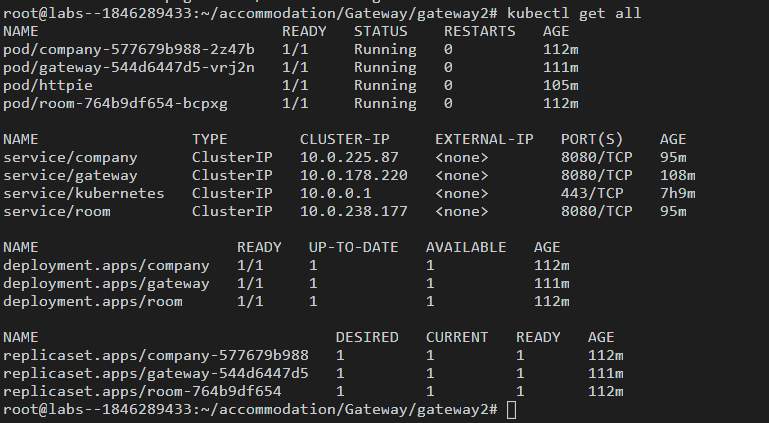 root@labs--1846289433:~/accommodation/Gateway/gateway2# kubectl get all
NAME READY STATUS RESTARTS AGE
pod/company-577679b988-2z47b 1/1 Running 0 112m
pod/gateway-544d6447d5-vrj2n 1/1 Running 0 111m
pod/httpie 1/1 Running 0 105m
pod/room-764b9df654-bcpxg 1/1 Running 0 112m
NAME TYPE CLUSTER-IP EXTERNAL-IP PORT(S) AGE
service/company ClusterIP 10.0.225.87 <none> 8080/TCP 95m
service/gateway ClusterIP 10.0.178.220 <none> 8080/TCP 108m
service/kubernetes ClusterIP 10.0.0.1 <none> 443/TCP 7h9m
service/room ClusterIP 10.0.238.177 <none> 8080/TCP 95m
NAME READY UP-TO-DATE AVAILABLE AGE
deployment.apps/company 1/1 1 1 112m
deployment.apps/gateway 1/1 1 1 111m
deployment.apps/room 1/1 1 1 112m
NAME DESIRED CURRENT READY AGE
replicaset.apps/company-577679b988 1 1 1 112m
replicaset.apps/gateway-544d6447d5 1 1 1 111m
replicaset.apps/room-764b9df654 1 1 1 112m
root@labs--1846289433:~/accommodation/Gateway/gateway2#